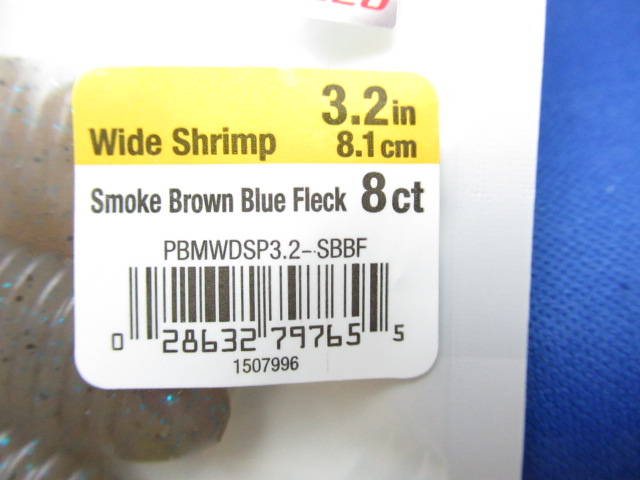 3.2in
Wide Shrimp 8.1cm
Smoke Brown Blue Fleck 8ct
PBMWDSP3.2-SBBF
0 28632 79765 5
1507996